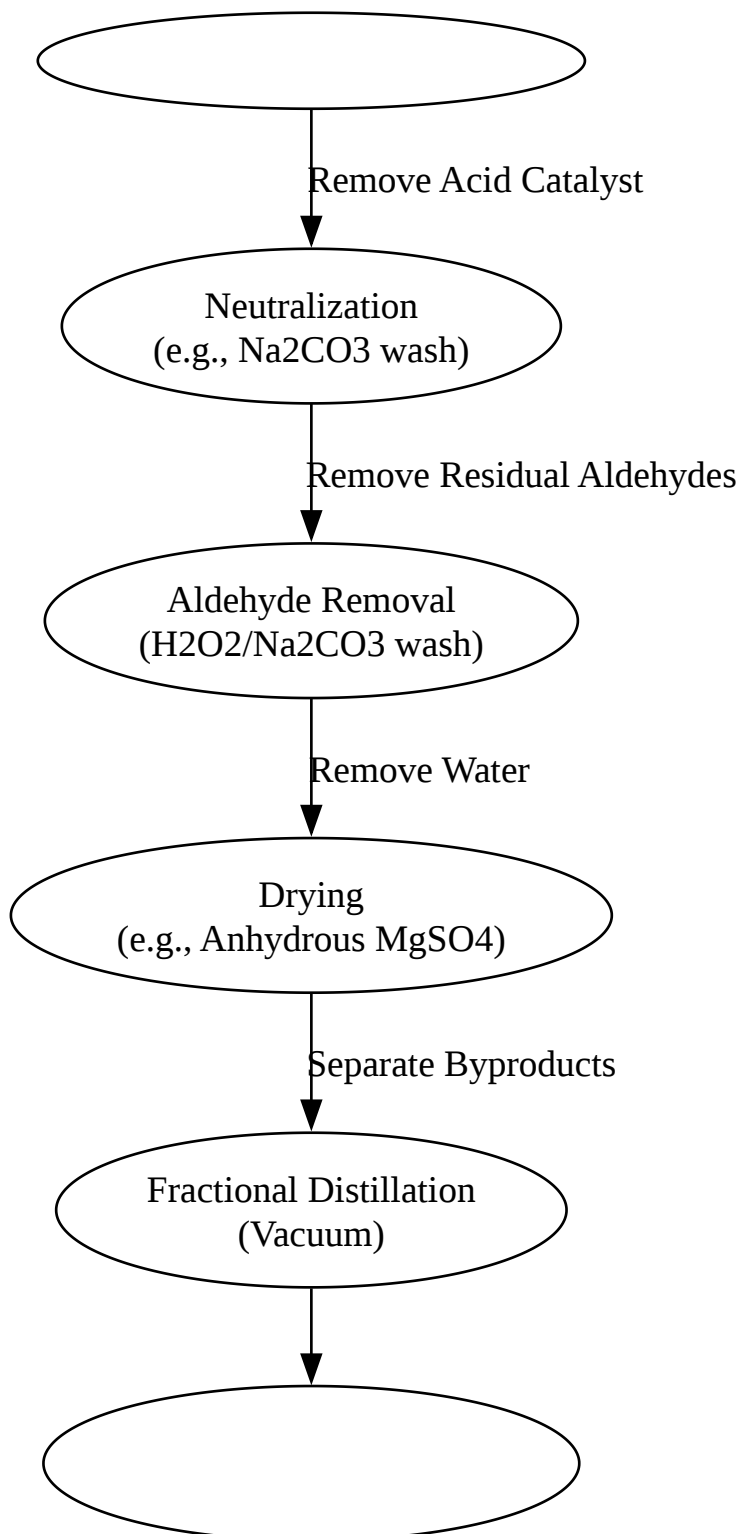 Remove Acid Catalyst
Neutralization
(e.g., Na2CO3 wash)
Remove Residual Aldehydes
Aldehyde Removal
(H2O2/Na2CO3 wash)
Remove Water
Drying
(e.g., Anhydrous MgSO4)
Separate Byproducts
Fractional Distillation
(Vacuum)